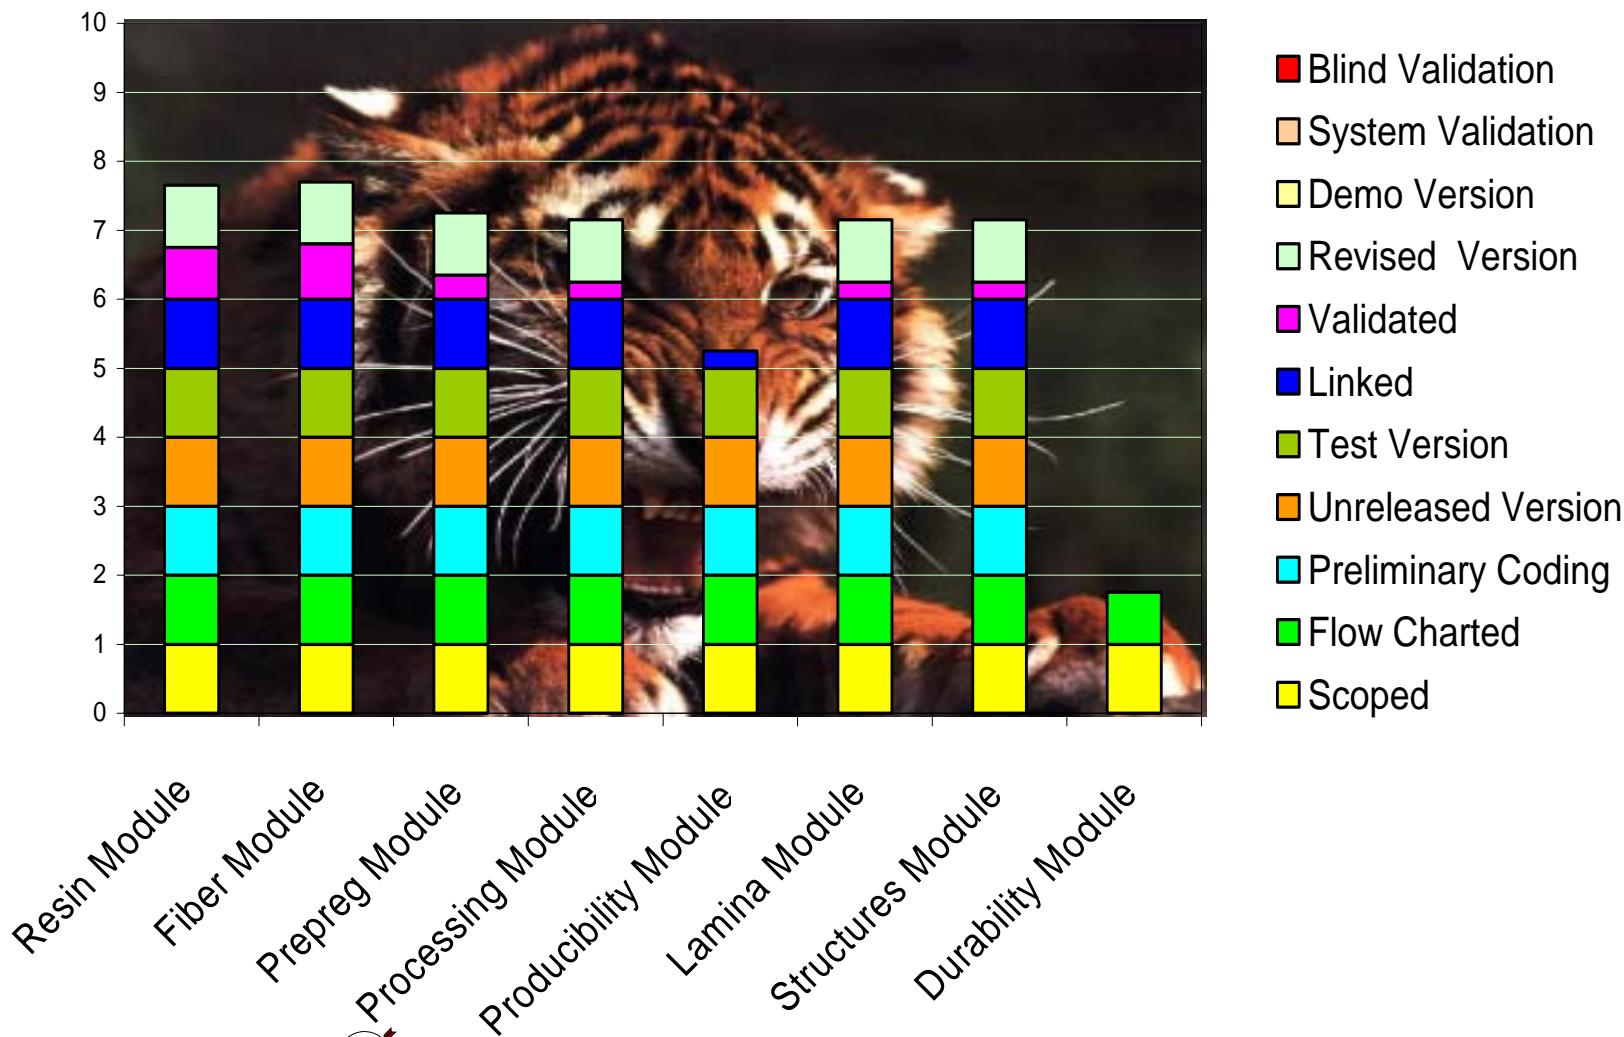 10
9
8
7
6
5
4
3
2
1
0
Resin Module
Fiber Module
Prepreg Module
Processing Module
Producibility Module
Lamina Module
Structures Module
Durability Module
Blind Validation
System Validation
Demo Version
Revised  Version
Validated
Linked
Test Version
Unreleased Version
Preliminary Coding
Flow Charted
Scoped